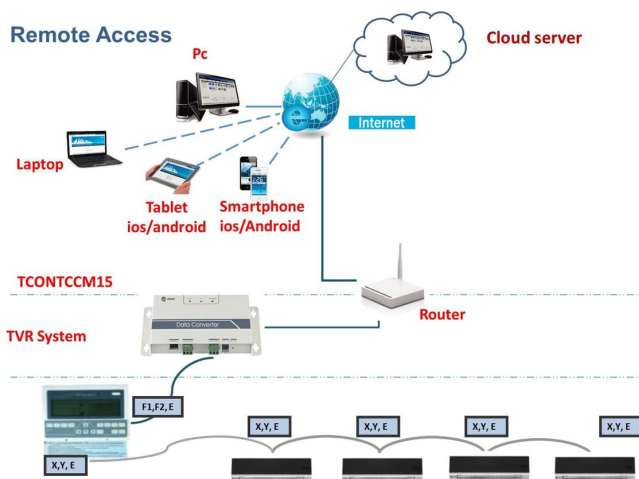 Remote Access
Cloud server
Pc
Internet
Laptop
Tablet
ios/android
Smartphone
ios/Android
TCONTCCM15
Router
Data Converter
TVR System
F1,F2, E
X,Y, E
X,Y, E
X,Y, E
X,Y, E
X,Y, E